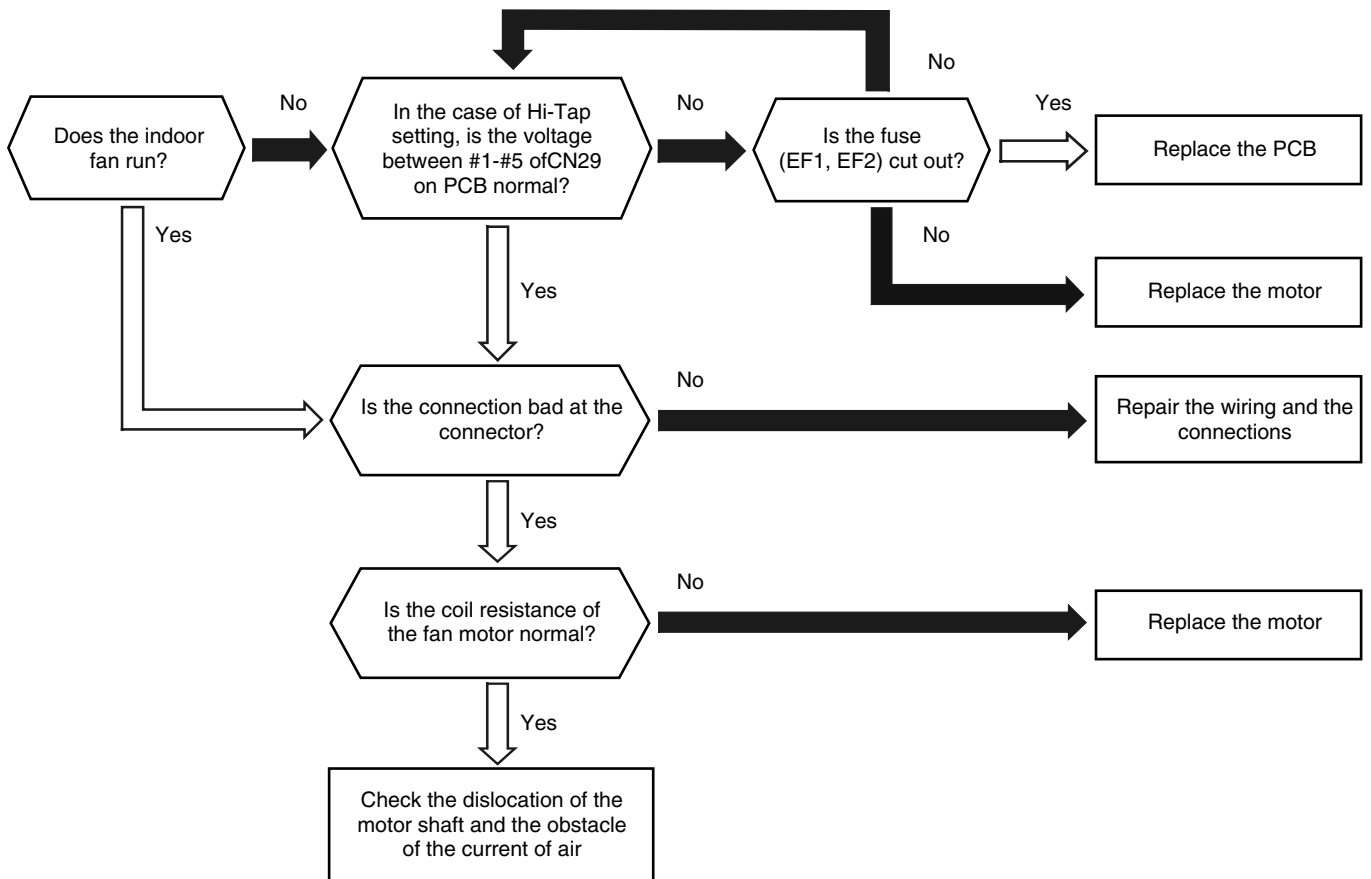 No
Does the indoor
fan run?
No
In the case of Hi-Tap
setting, is the voltage
between #1-#5 ofCN29
on PCB normal?
No
Is the fuse
(EF1, EF2) cut out?
Yes
Replace the PCB
Yes
No
Replace the motor
Yes
Is the connection bad at the
connector?
No
Repair the wiring and the
connections
Yes
Is the coil resistance of
the fan motor normal?
No
Replace the motor
Yes
Check the dislocation of the
motor shaft and the obstacle
of the current of air